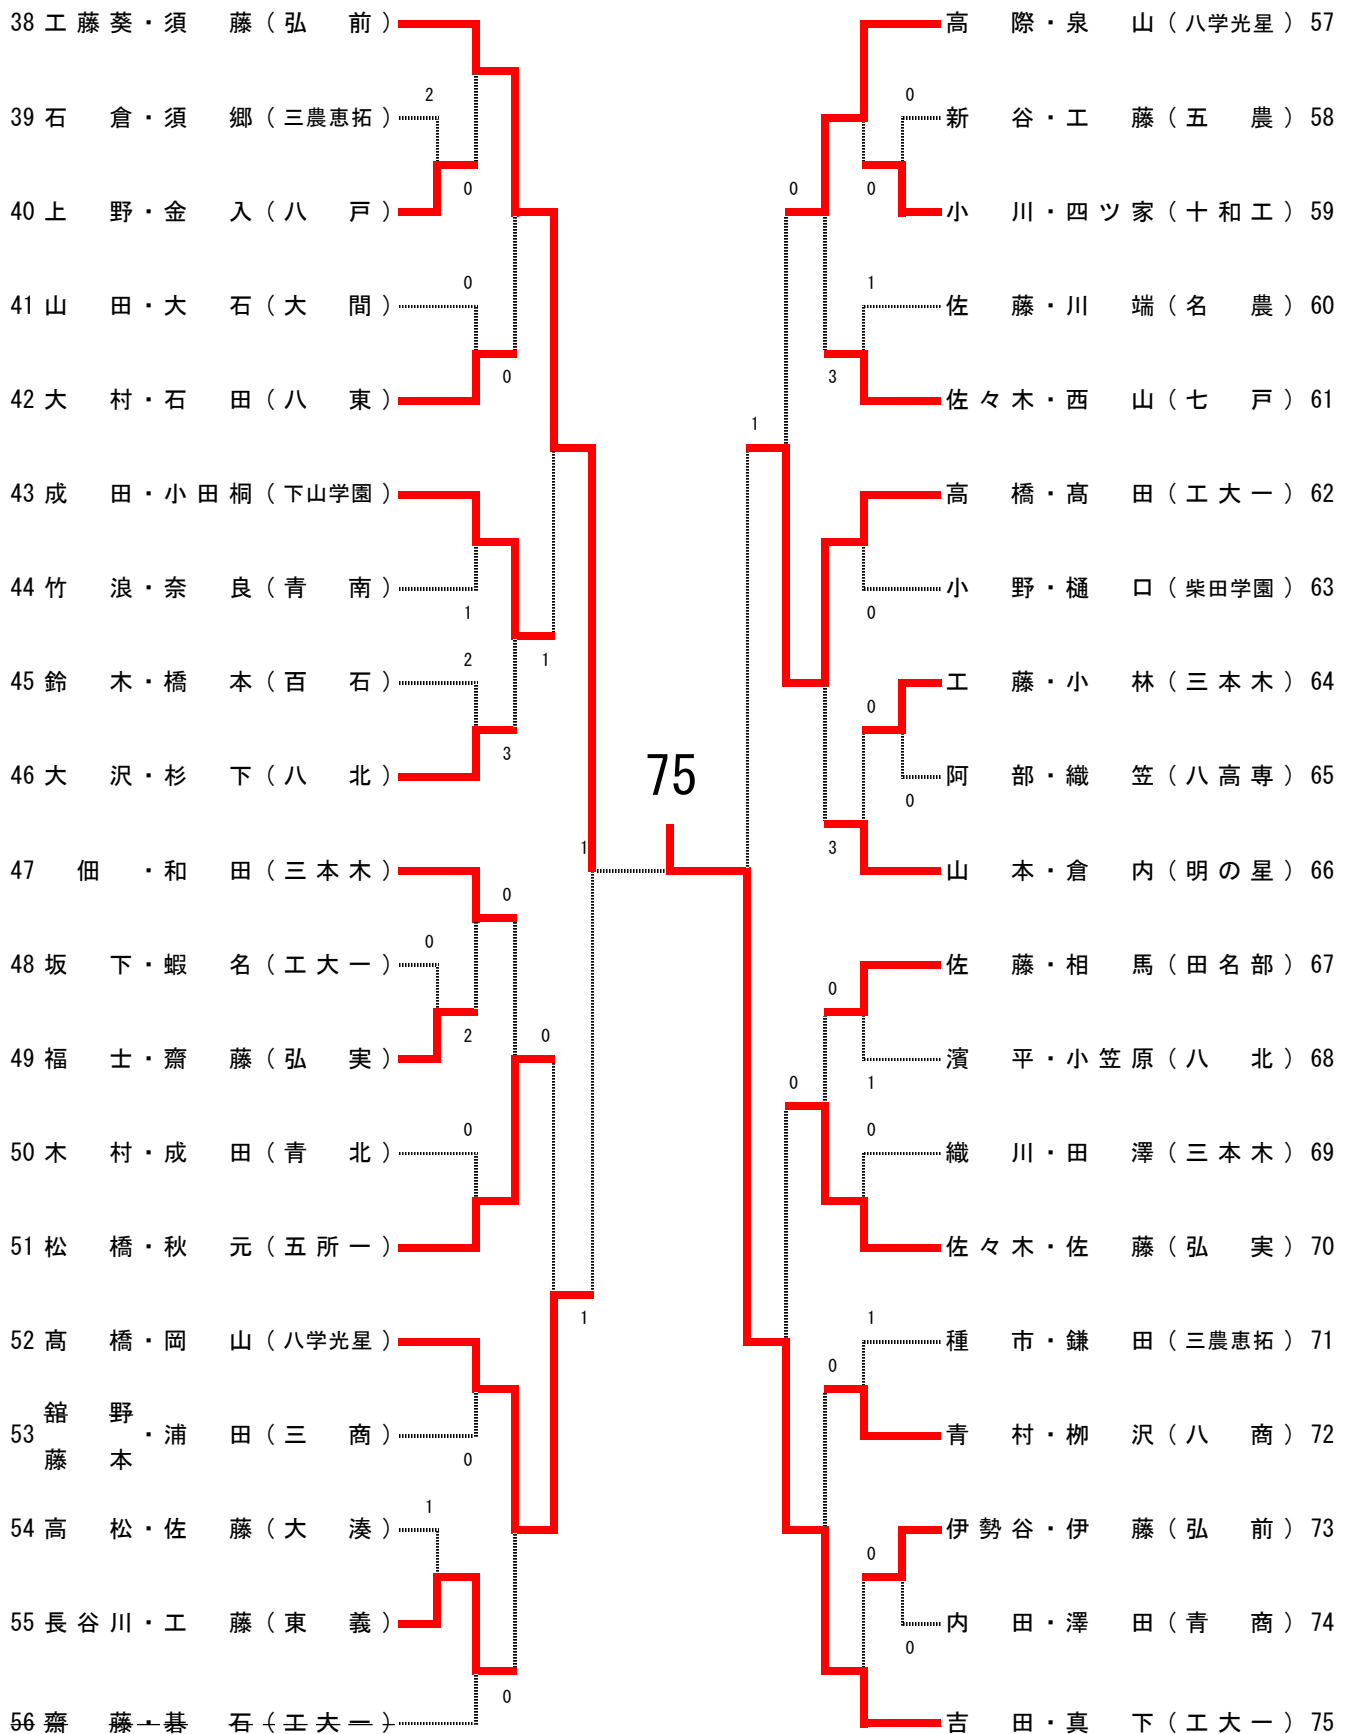 38 工藤葵・須藤（弘前）
2
39 石倉・須郷（三農恵拓）
0
40 上野・金入（八戸）
0
41 山田・大石（大間）
0
42 大村・石田（八東）
43 成田・小田桐（下山学園）
44 竹浪・奈良（青南）
1
2
1
45 鈴木・橋本（百石）
3
46 大沢・杉下（八北）
1
47 佃・和田（三本木）
0
0
48 坂下・蝦名（工大一）
2
0
49 福士・齋藤（弘実）
0
50 木村・成田（青北）
51 松橋・秋元（五所一）
1
52 髙橋・岡山（八学光星）
舘野
53 ・浦田（三商）
藤本
0
1
54 高松・佐藤（大湊）
55 長谷川・工藤（東義）
0
56 齋藤・碁石（工大一）
75
高際・泉山（八学光星） 57
0
新谷・工藤（五農） 58
0
0
小川・四ツ家（十和工） 59
1
佐藤・川端（名農） 60
3
佐々木・西山（七戸） 61
1
高橋・髙田（工大一） 62
小野・樋口（柴田学園） 63
0
工藤・小林（三本木） 64
0
阿部・織笠（八高専） 65
0
3
山本・倉内（明の星） 66
佐藤・相馬（田名部） 67
0
濱平・小笠原（八北） 68
0
1
0
織川・田澤（三本木） 69
佐々木・佐藤（弘実） 70
1
種市・鎌田（三農恵拓） 71
0
青村・栁沢（八商） 72
伊勢谷・伊藤（弘前） 73
0
内田・澤田（青商） 74
0
吉田・真下（工大一） 75